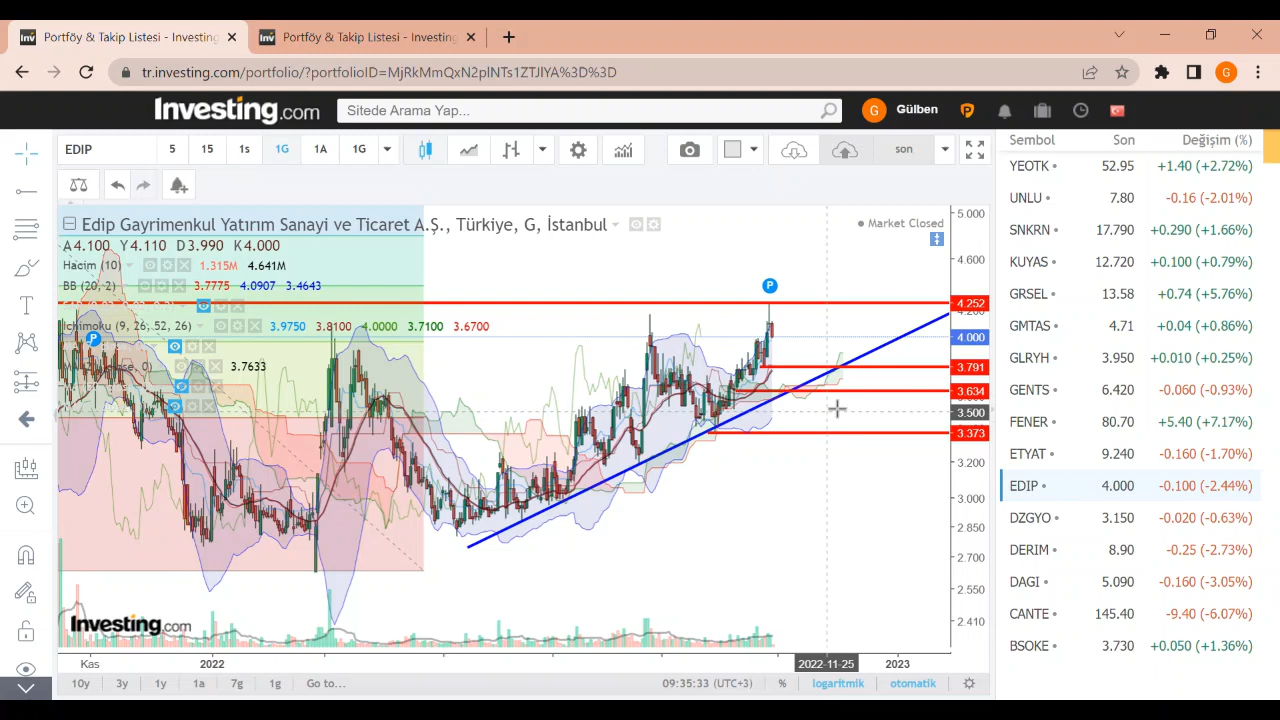 Portföy & Takip Listesi - Investing
Portföy & Takip Listesi - Investing
tr.investing.com/portfolio/?portfolioID=MjRkMmQxN2plNTs1ZTJlYA%3D%3D
G
Investing.com
Sitede Arama Yap...
G Gülben
EDIP
5
15
1s
1G
1A
1G
son
Edip Gayrimenkul Yatırım Sanayi ve Ticaret A.Ş., Türkiye, G, İstanbul
Market Closed
A4.100 Y4.110 D3.990 K4.000
Hacim (10) 1.315M 4.641M
BB (20, 2) 3.7775 4.0907 3.4643
Ichimoku (9, 26, 52, 26) 3.9750 3.8100 4.0000 3.7100 3.6700
3.7633
P
P
5.000
4.600
4.252
4.000
3.791
3.634
3.500
3.373
3.200
3.000
2.850
2.700
2.550
2.410
Investing.com
Kas
2022
2022-11-25
2023
10y 3y 1y 1a 7g 1g Go to...
09:35:33 (UTC+3) % logaritmik otomatik
Sembol Son Değişim (%)
YEOTK 52.95 +1.40 (+2.72%)
UNLU 7.80 -0.16 (-2.01%)
SNKRN 17.790 +0.290 (+1.66%)
KUYAS 12.720 +0.100 (+0.79%)
GRSEL 13.58 +0.74 (+5.76%)
GMTAS 4.71 +0.04 (+0.86%)
GLRYH 3.950 +0.010 (+0.25%)
GENTS 6.420 -0.060 (-0.93%)
FENER 80.70 +5.40 (+7.17%)
ETYAT 9.240 -0.160 (-1.70%)
EDIP 4.000 -0.100 (-2.44%)
DZGYO 3.150 -0.020 (-0.63%)
DERIM 8.90 -0.25 (-2.73%)
DAGI 5.090 -0.160 (-3.05%)
CANTE 145.40 -9.40 (-6.07%)
BSOKE 3.730 +0.050 (+1.36%)